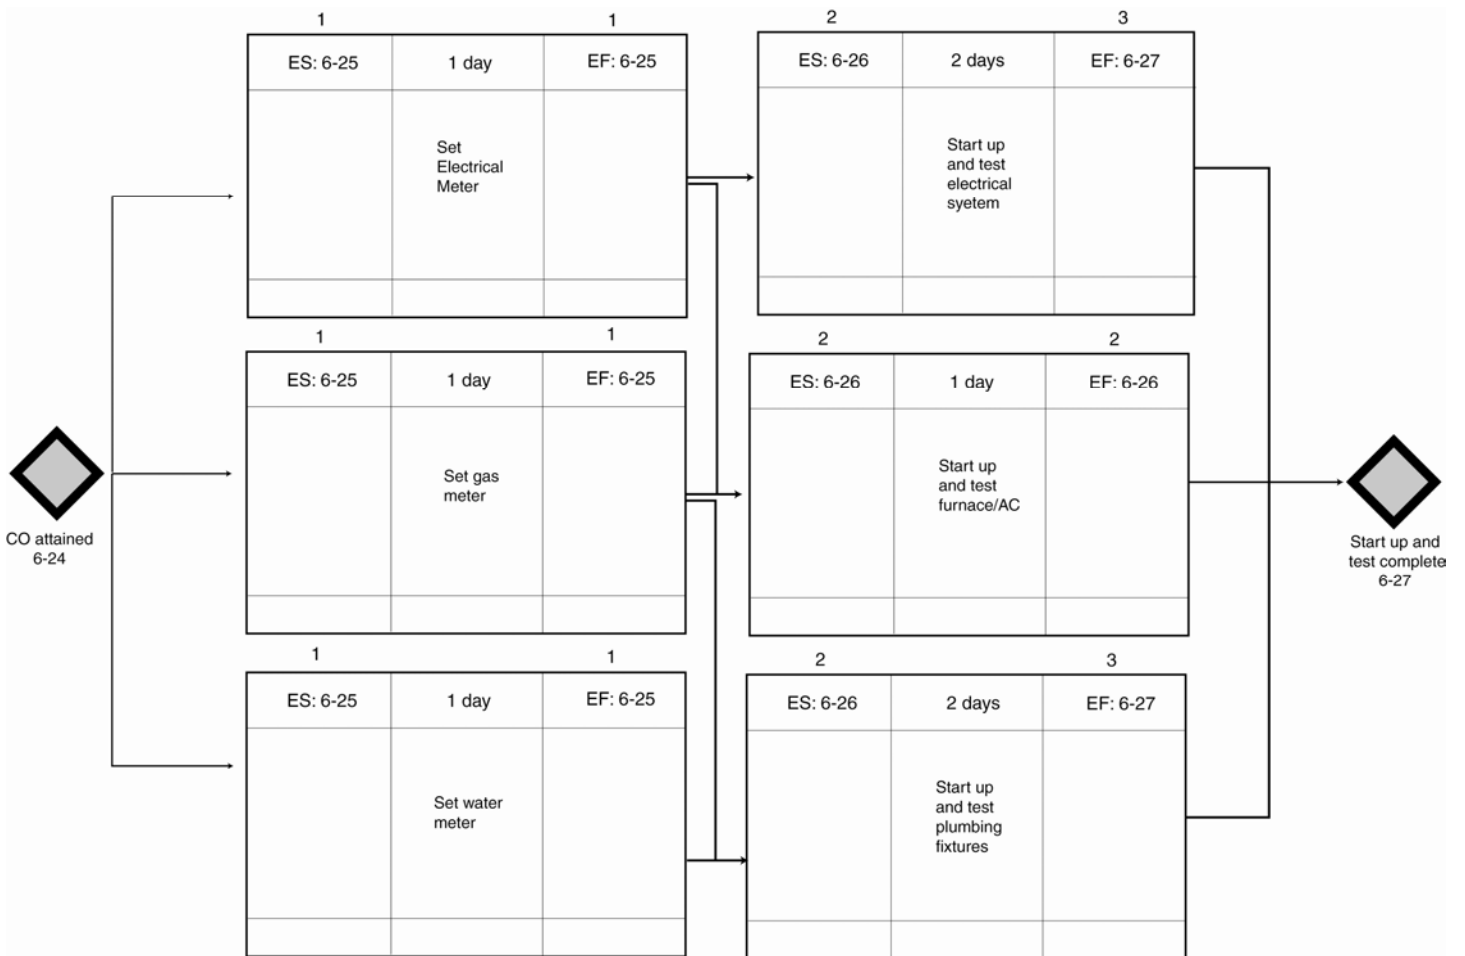 1 1
ES: 6-25 1 day EF: 6-25
Set
Electrical
Meter
2 3
ES: 6-26 2 days EF: 6-27
Start up
and test
electrical
syetem
1 1
ES: 6-25 1 day EF: 6-25
Set gas
meter
2 2
ES: 6-26 1 day EF: 6-26
Start up
and test
furnace/AC
CO attained
6-24
Start up and
test complete
6-27
1 1
ES: 6-25 1 day EF: 6-25
Set water
meter
2 3
ES: 6-26 2 days EF: 6-27
Start up
and test
plumbing
fixtures